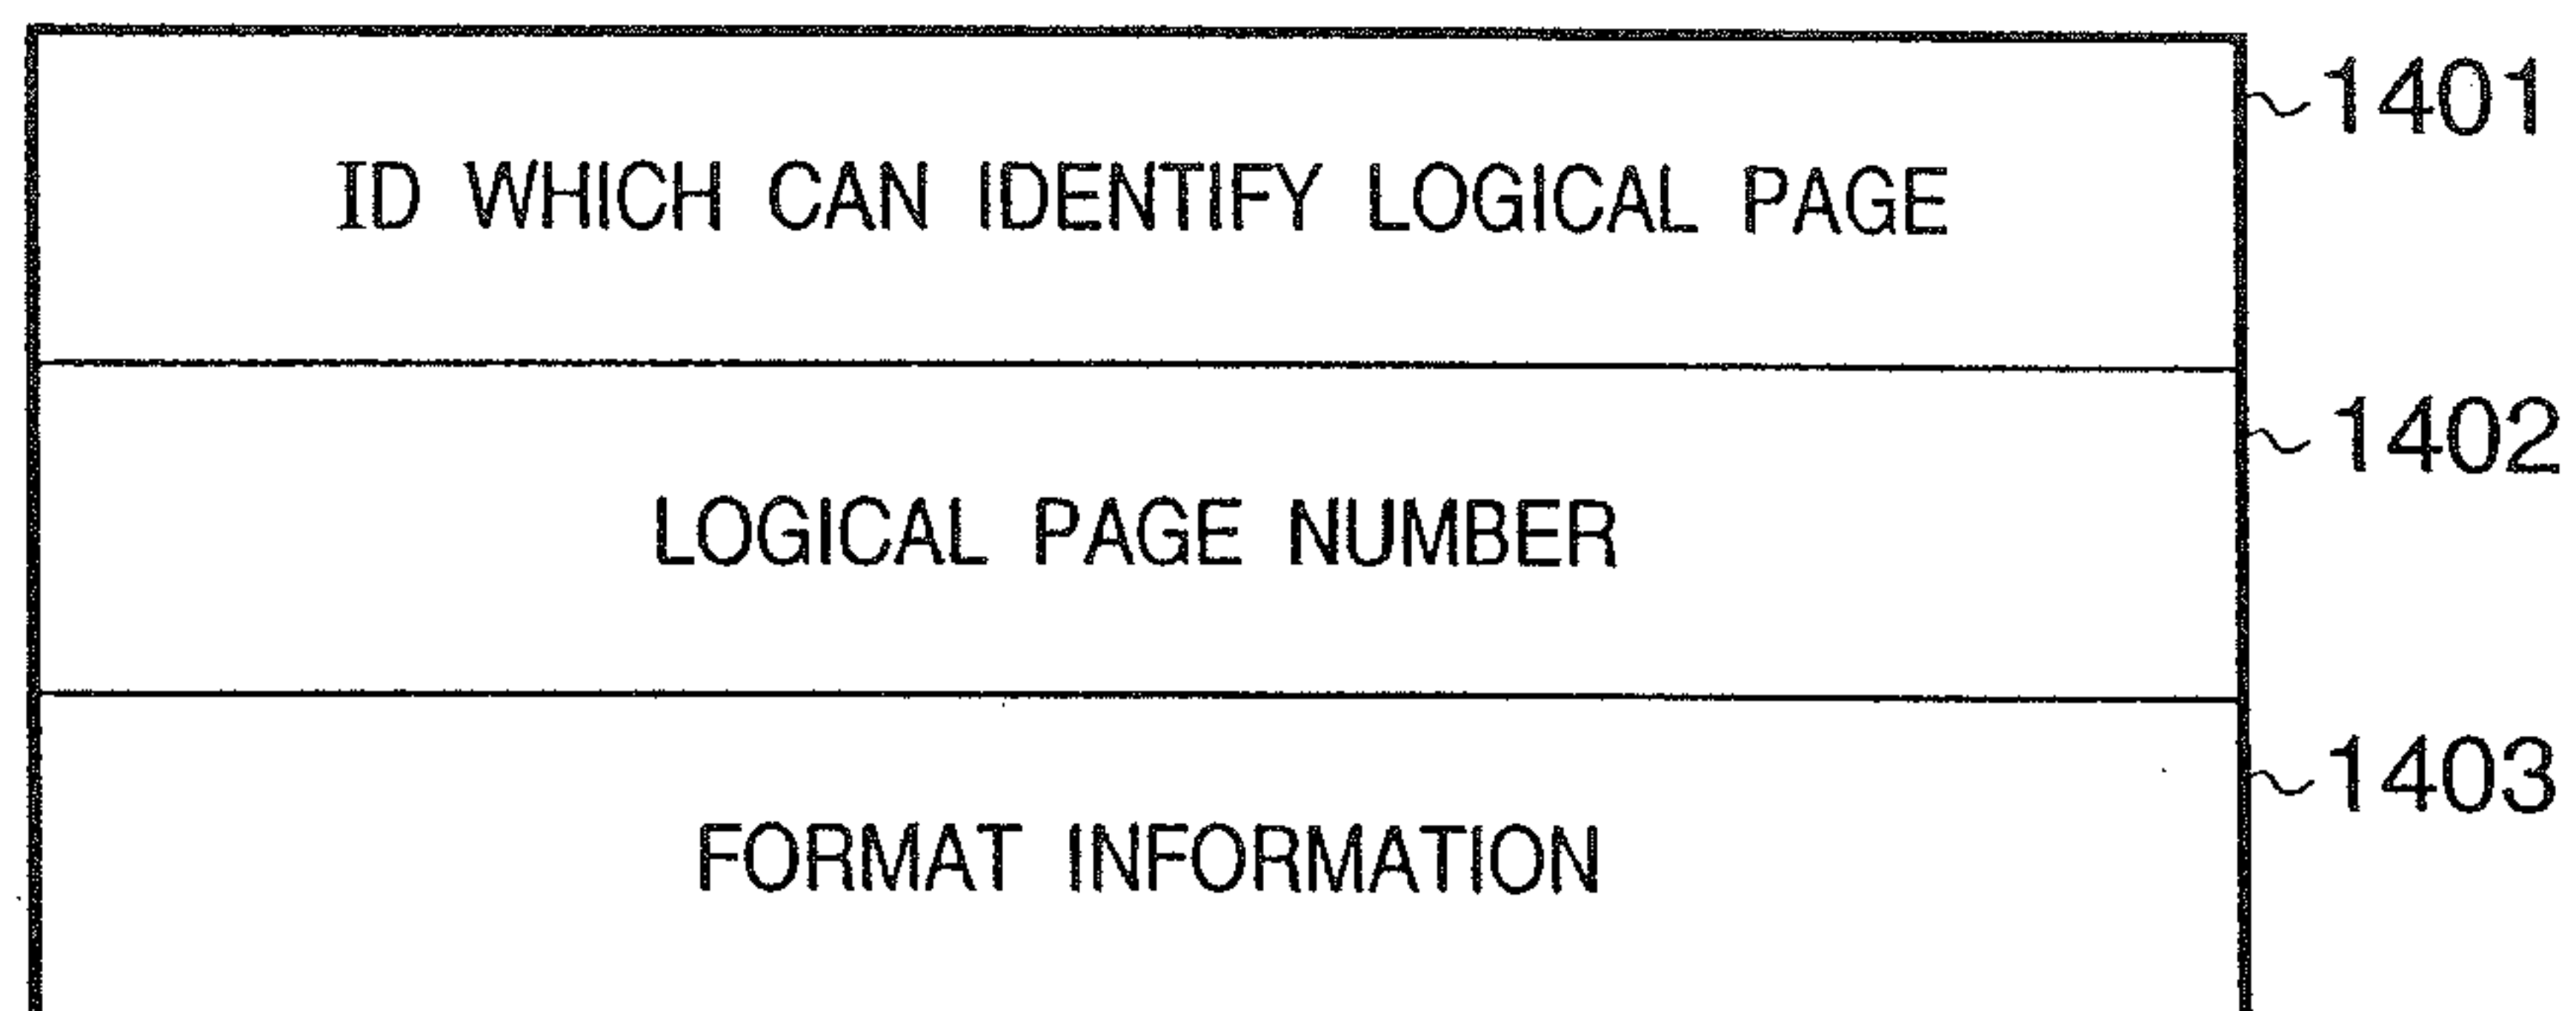 1401
ID WHICH CAN IDENTIFY LOGICAL PAGE
1402
LOGICAL PAGE NUMBER
1403
FORMAT INFORMATION